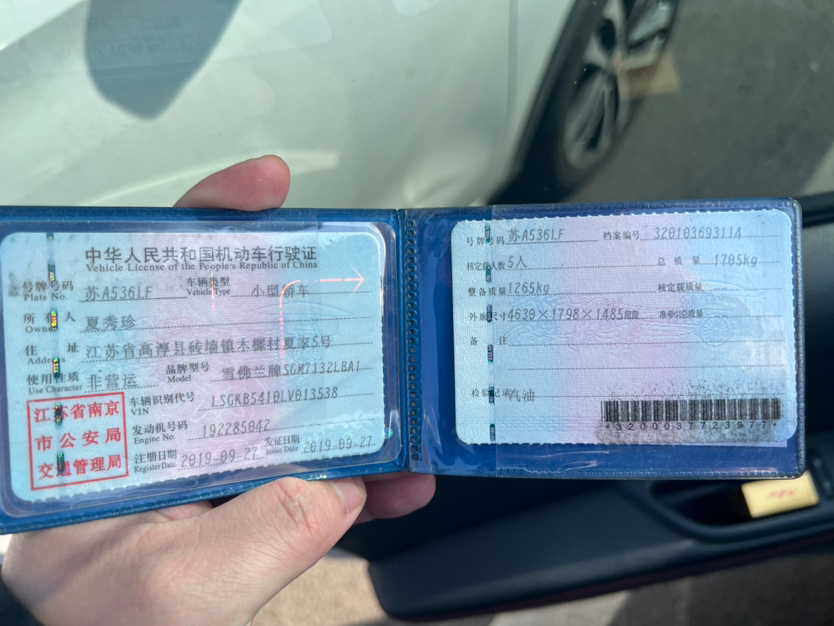 中华人民共和国机动车行驶证
Vehicle License of the People's Republic of China
号牌号码 苏A536LF 车辆类型 小型轿车
Plate No. Vehicle Type
所有人 夏秀珍
Owner
住址 江苏省高淳县砖墙镇木樨村夏家5号
Address
使用性质 非营运 品牌型号 雪佛兰牌SGM7132LBA1
Use Character Model
江苏省南京
市公安局
交通管理局
车辆识别代号 LSGKB5410LV013538
VIN
发动机号码 192285042
Engine No.
注册日期 2019-09-27 发证日期 2019-09-27
Register Date Issue Date
号牌号码 苏A536LF 档案编号 320103693114
核定载人数 5人 总质量 1705kg
整备质量 1265kg 核定载质量
外廓尺寸 4630×1798×1485mm 准牵引总质量
备注
检验记录 汽油
*3200037723977*